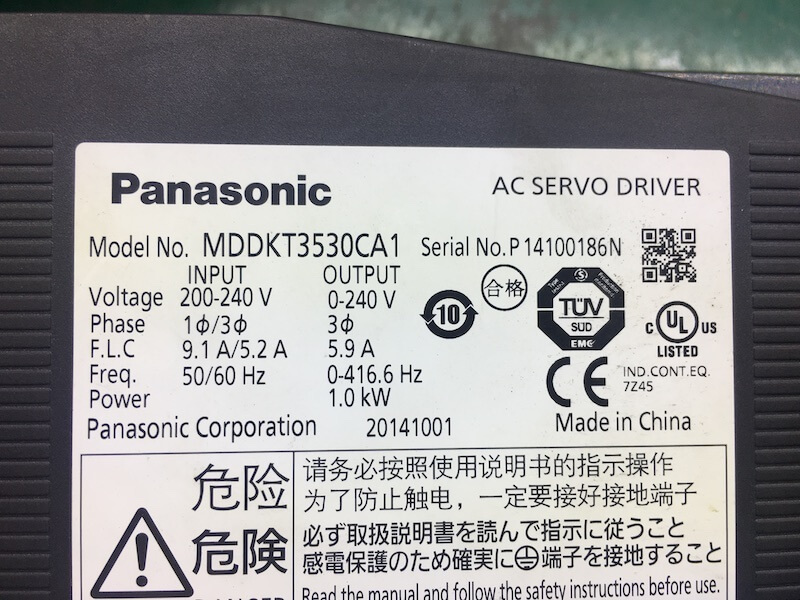 Panasonic
AC SERVO DRIVER
Model No. MDDKT3530CA1 Serial No. P14100186N
INPUT OUTPUT
Voltage 200-240 V 0-240 V
Phase 1ϕ/3ϕ 3ϕ
F.L.C 9.1 A/5.2 A 5.9 A
Freq. 50/60 Hz 0-416.6 Hz
Power 1.0 kW
10
合格
TÜV
SÜD
EMC
C UL US
LISTED
CE
IND.CONT.EQ.
7Z45
Panasonic Corporation 20141001 Made in China
危险
请务必按照使用说明书的指示操作
为了防止触电，一定要接好接地端子
危険
必ず取扱説明書を読んで指示に従うこと
感電保護のため確実に端子を接地すること
Read the manual and follow the safety instructions before use.